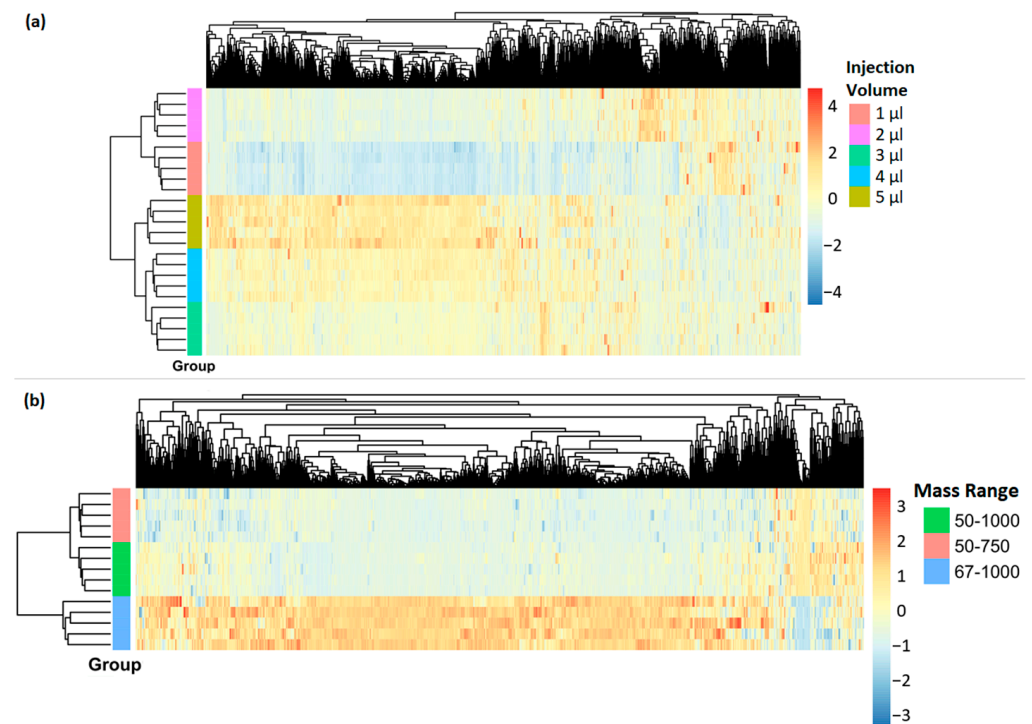 (a)
Injection
Volume
1 µl
2 µl
3 µl
4 µl
5 µl
4
2
0
−2
−4
Group
(b)
Mass Range
50-1000
50-750
67-1000
3
2
1
0
−1
−2
−3
Group